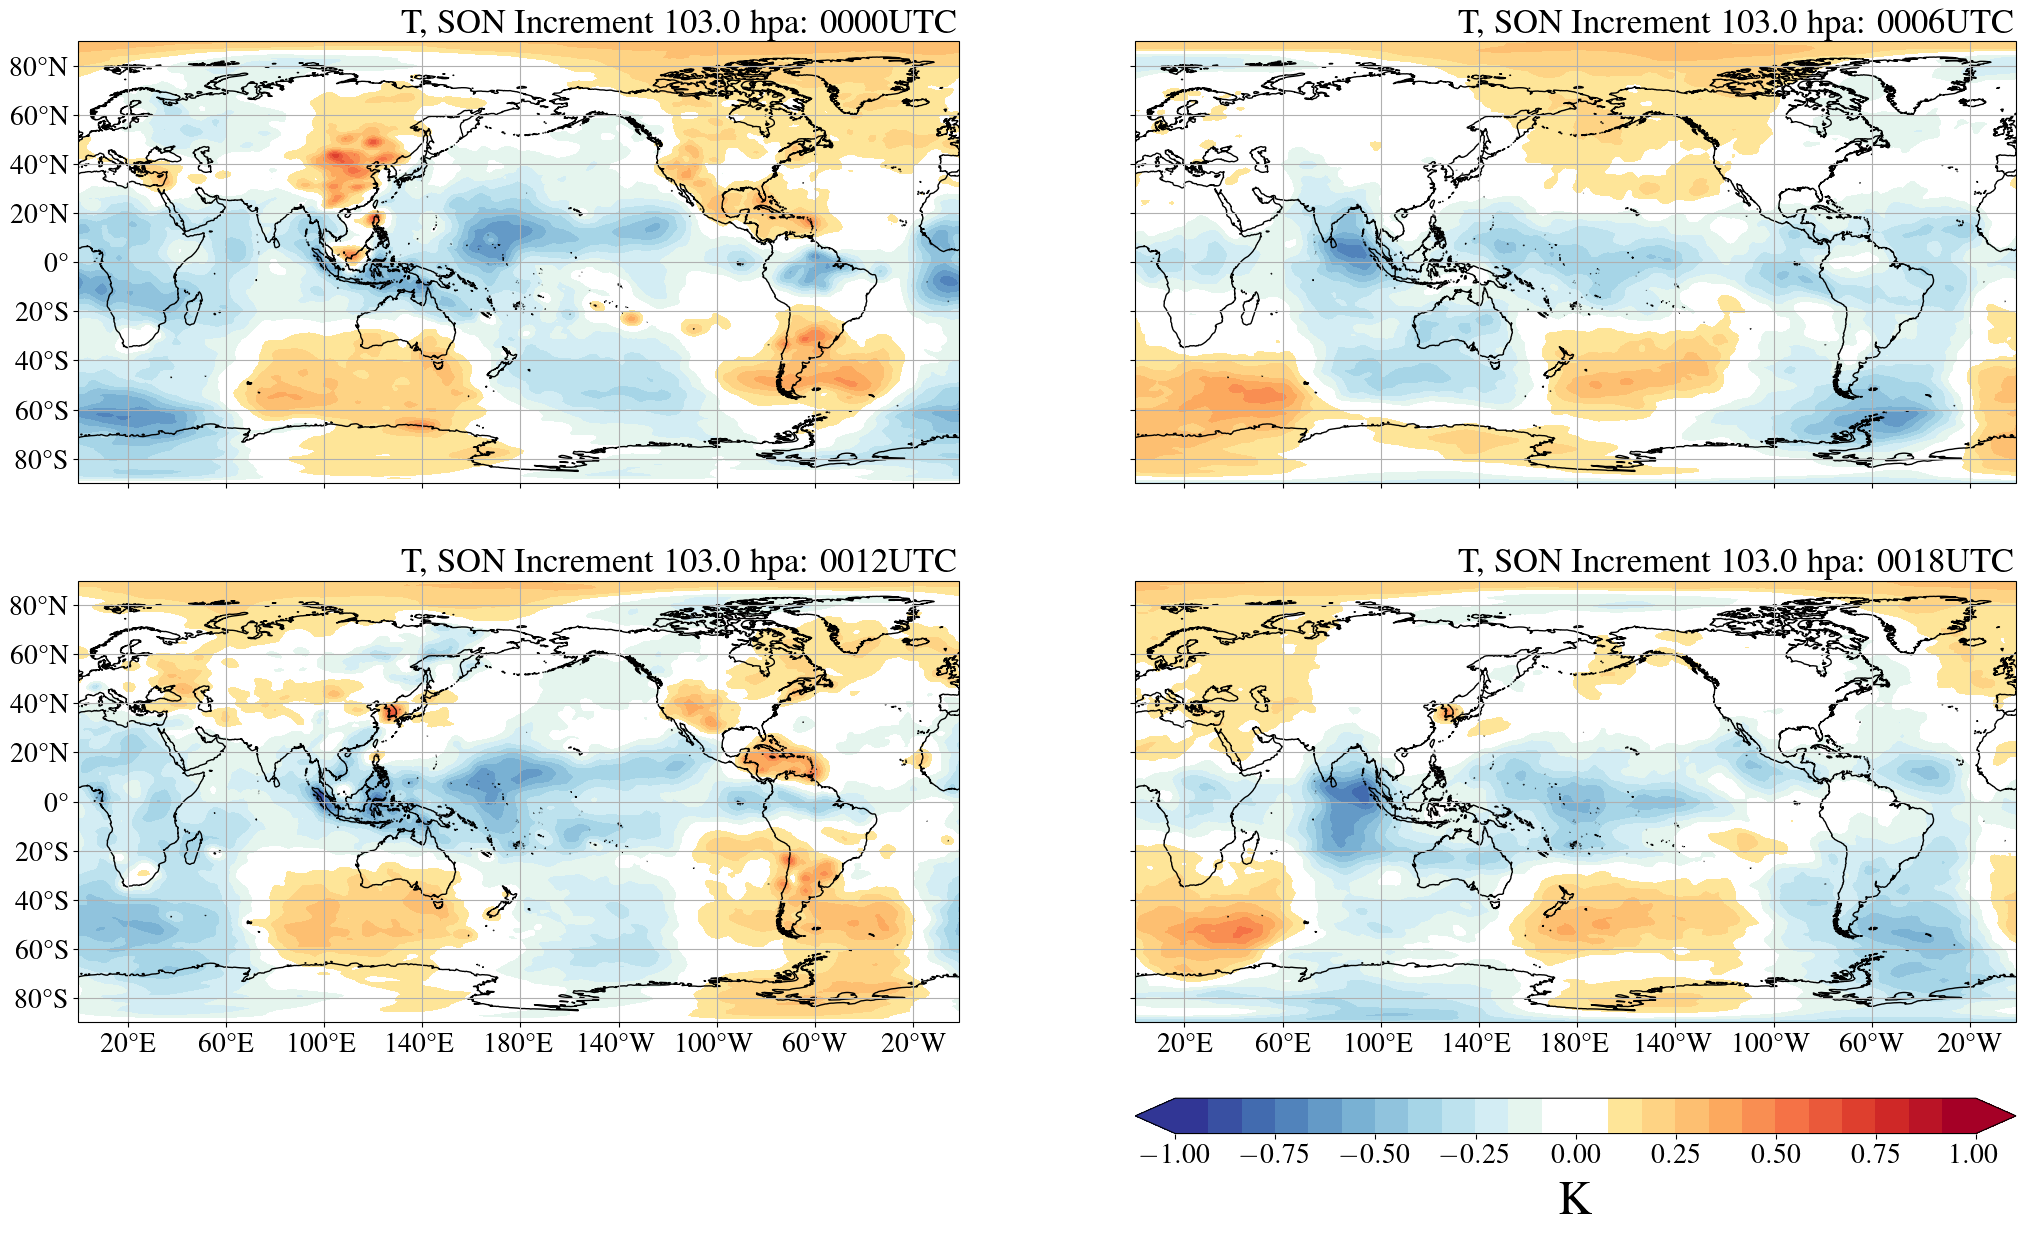 T, SON Increment 103.0 hpa: 0000UTC
T, SON Increment 103.0 hpa: 0006UTC
80°N
60°N
40°N
20°N
0°
20°S
40°S
60°S
80°S
T, SON Increment 103.0 hpa: 0012UTC
T, SON Increment 103.0 hpa: 0018UTC
80°N
60°N
40°N
20°N
0°
20°S
40°S
60°S
80°S
20°E 60°E 100°E 140°E 180°E 140°W 100°W 60°W 20°W
20°E 60°E 100°E 140°E 180°E 140°W 100°W 60°W 20°W
−1.00 −0.75 −0.50 −0.25 0.00 0.25 0.50 0.75 1.00
K